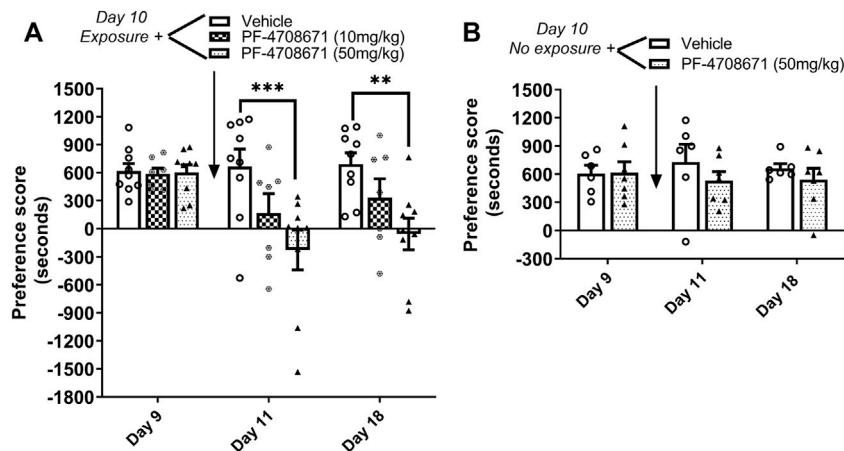 A
Day 10
Exposure +
Vehicle
PF-4708671 (10mg/kg)
PF-4708671 (50mg/kg)
Preference score
(seconds)
1500
1200
900
600
300
0
-300
-600
-900
-1200
-1500
-1800
***
**
Day 9
Day 11
Day 18
B
Day 10
No exposure +
Vehicle
PF-4708671 (50mg/kg)
Preference score
(seconds)
1500
1200
900
600
300
0
-300
Day 9
Day 11
Day 18